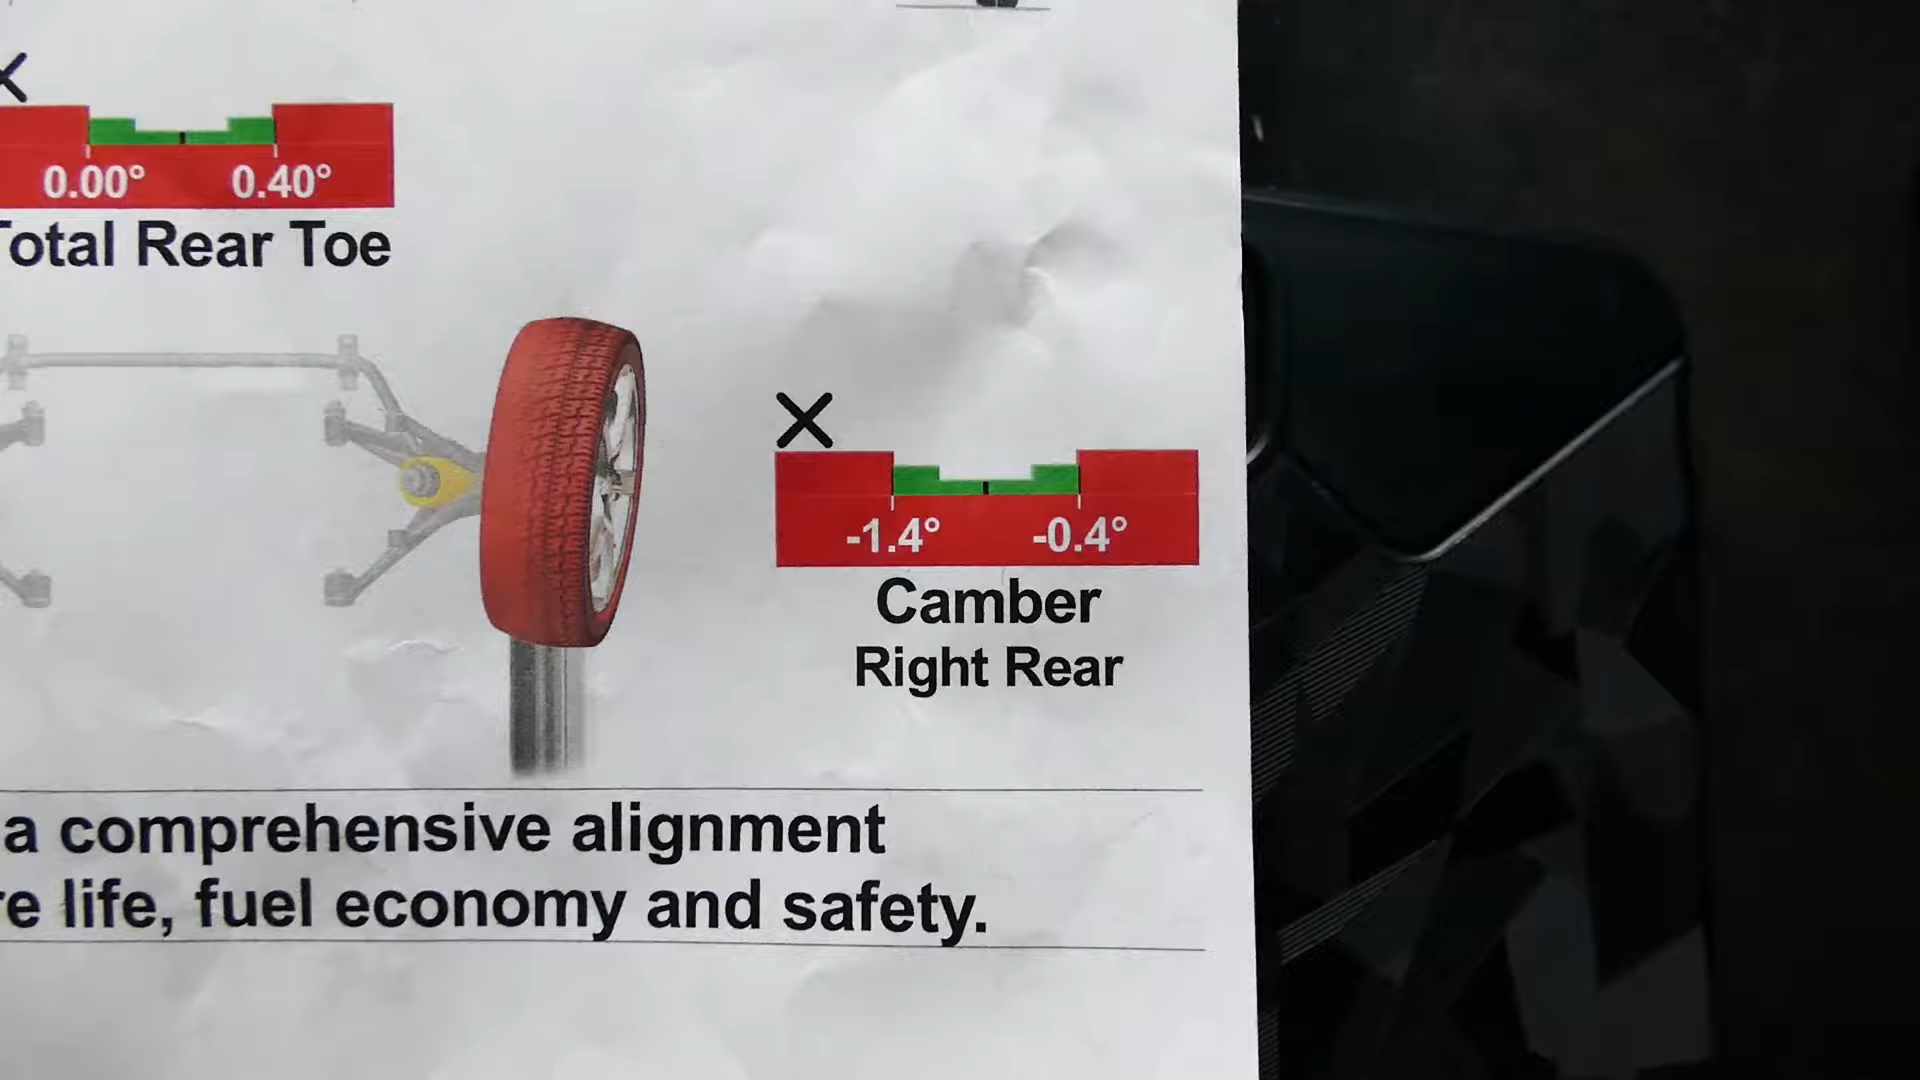 0.00° 0.40°
Total Rear Toe
-1.4° -0.4°
Camber
Right Rear
a comprehensive alignment
life, fuel economy and safety.